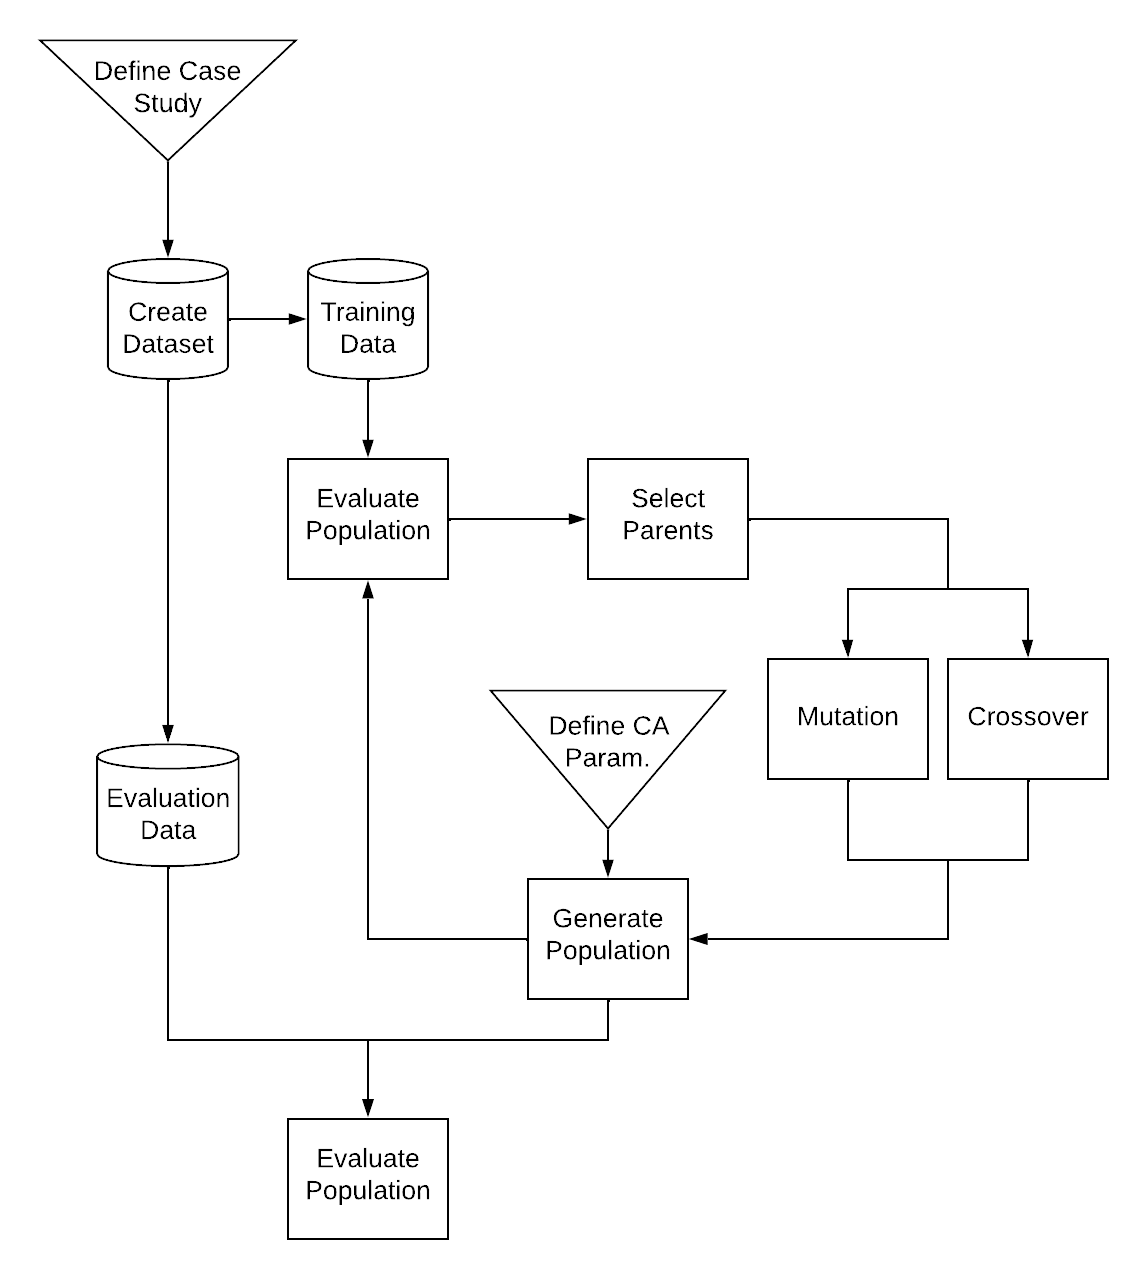 Define Case
Study
Create
Dataset
Training
Data
Evaluate
Population
Select
Parents
Mutation
Crossover
Define CA
Param.
Evaluation
Data
Generate
Population
Evaluate
Population